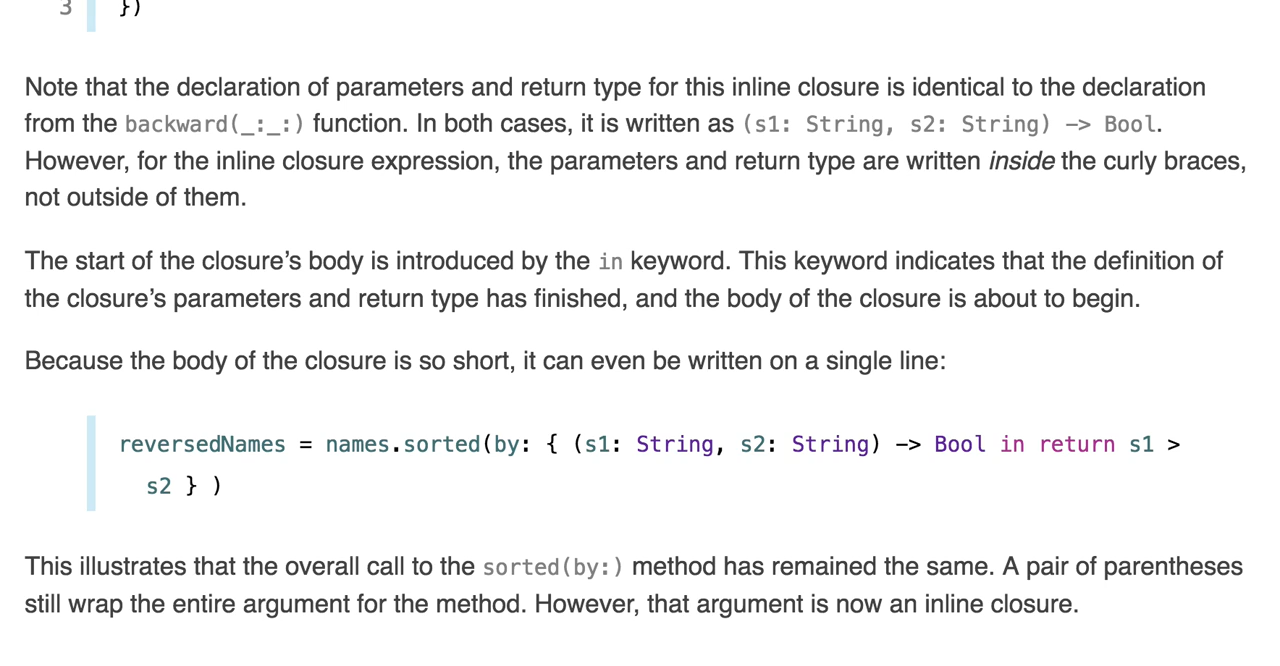 3 })
Note that the declaration of parameters and return type for this inline closure is identical to the declaration
from the backward(_:_:) function. In both cases, it is written as (s1: String, s2: String) -> Bool.
However, for the inline closure expression, the parameters and return type are written inside the curly braces,
not outside of them.
The start of the closure’s body is introduced by the in keyword. This keyword indicates that the definition of
the closure’s parameters and return type has finished, and the body of the closure is about to begin.
Because the body of the closure is so short, it can even be written on a single line:
reversedNames = names.sorted(by: { (s1: String, s2: String) -> Bool in return s1 >
s2 } )
This illustrates that the overall call to the sorted(by:) method has remained the same. A pair of parentheses
still wrap the entire argument for the method. However, that argument is now an inline closure.